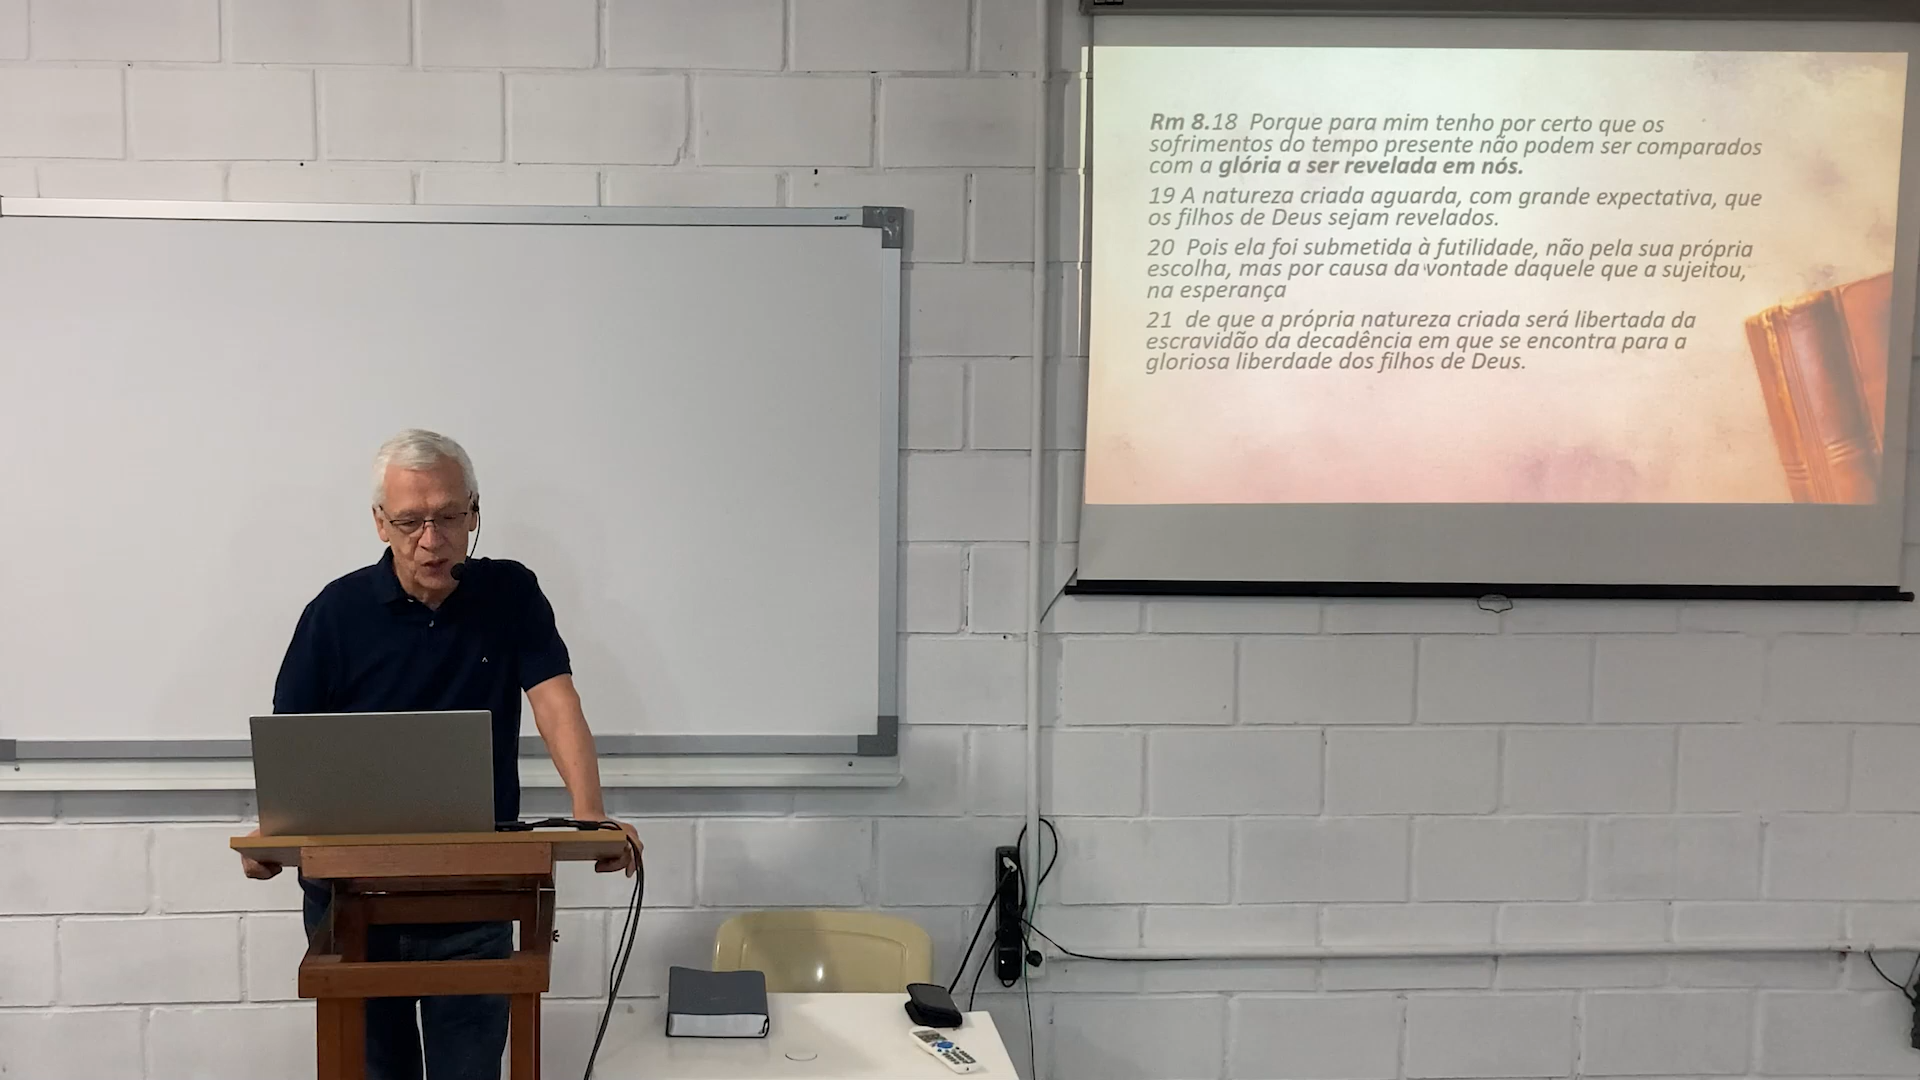 Rm 8.18 Porque para mim tenho por certo que os
sofrimentos do tempo presente não podem ser comparados
com a glória a ser revelada em nós.
19 A natureza criada aguarda, com grande expectativa, que
os filhos de Deus sejam revelados.
20 Pois ela foi submetida à futilidade, não pela sua própria
escolha, mas por causa da vontade daquele que a sujeitou,
na esperança
21 de que a própria natureza criada será libertada da
escravidão da decadência em que se encontra para a
gloriosa liberdade dos filhos de Deus.